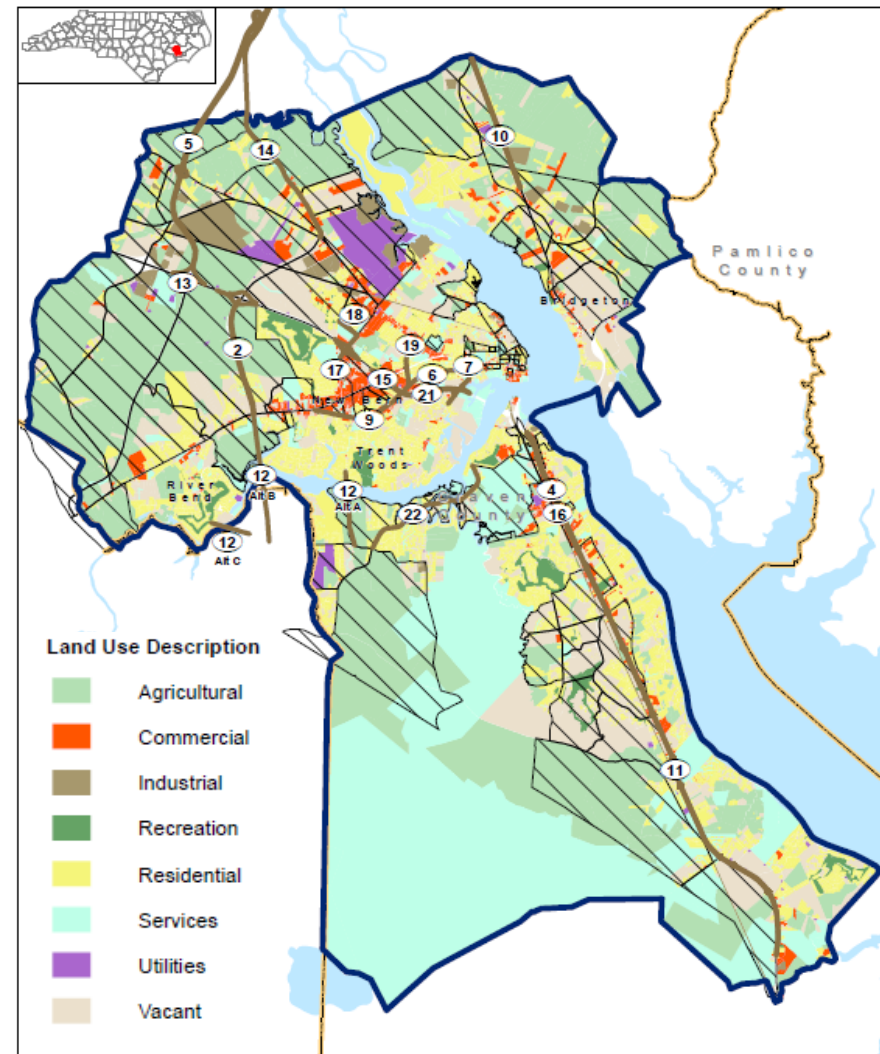 10
5
14
Pamlico
County
13
Bridgeton
18
2
19
17
6
7
15
21
New Bern
9
Trent
Woods
River
Bend
12
Alt B
12
Alt A
4
Craven
County
22
16
12
Alt C
11
Land Use Description
Agricultural
Commercial
Industrial
Recreation
Residential
Services
Utilities
Vacant